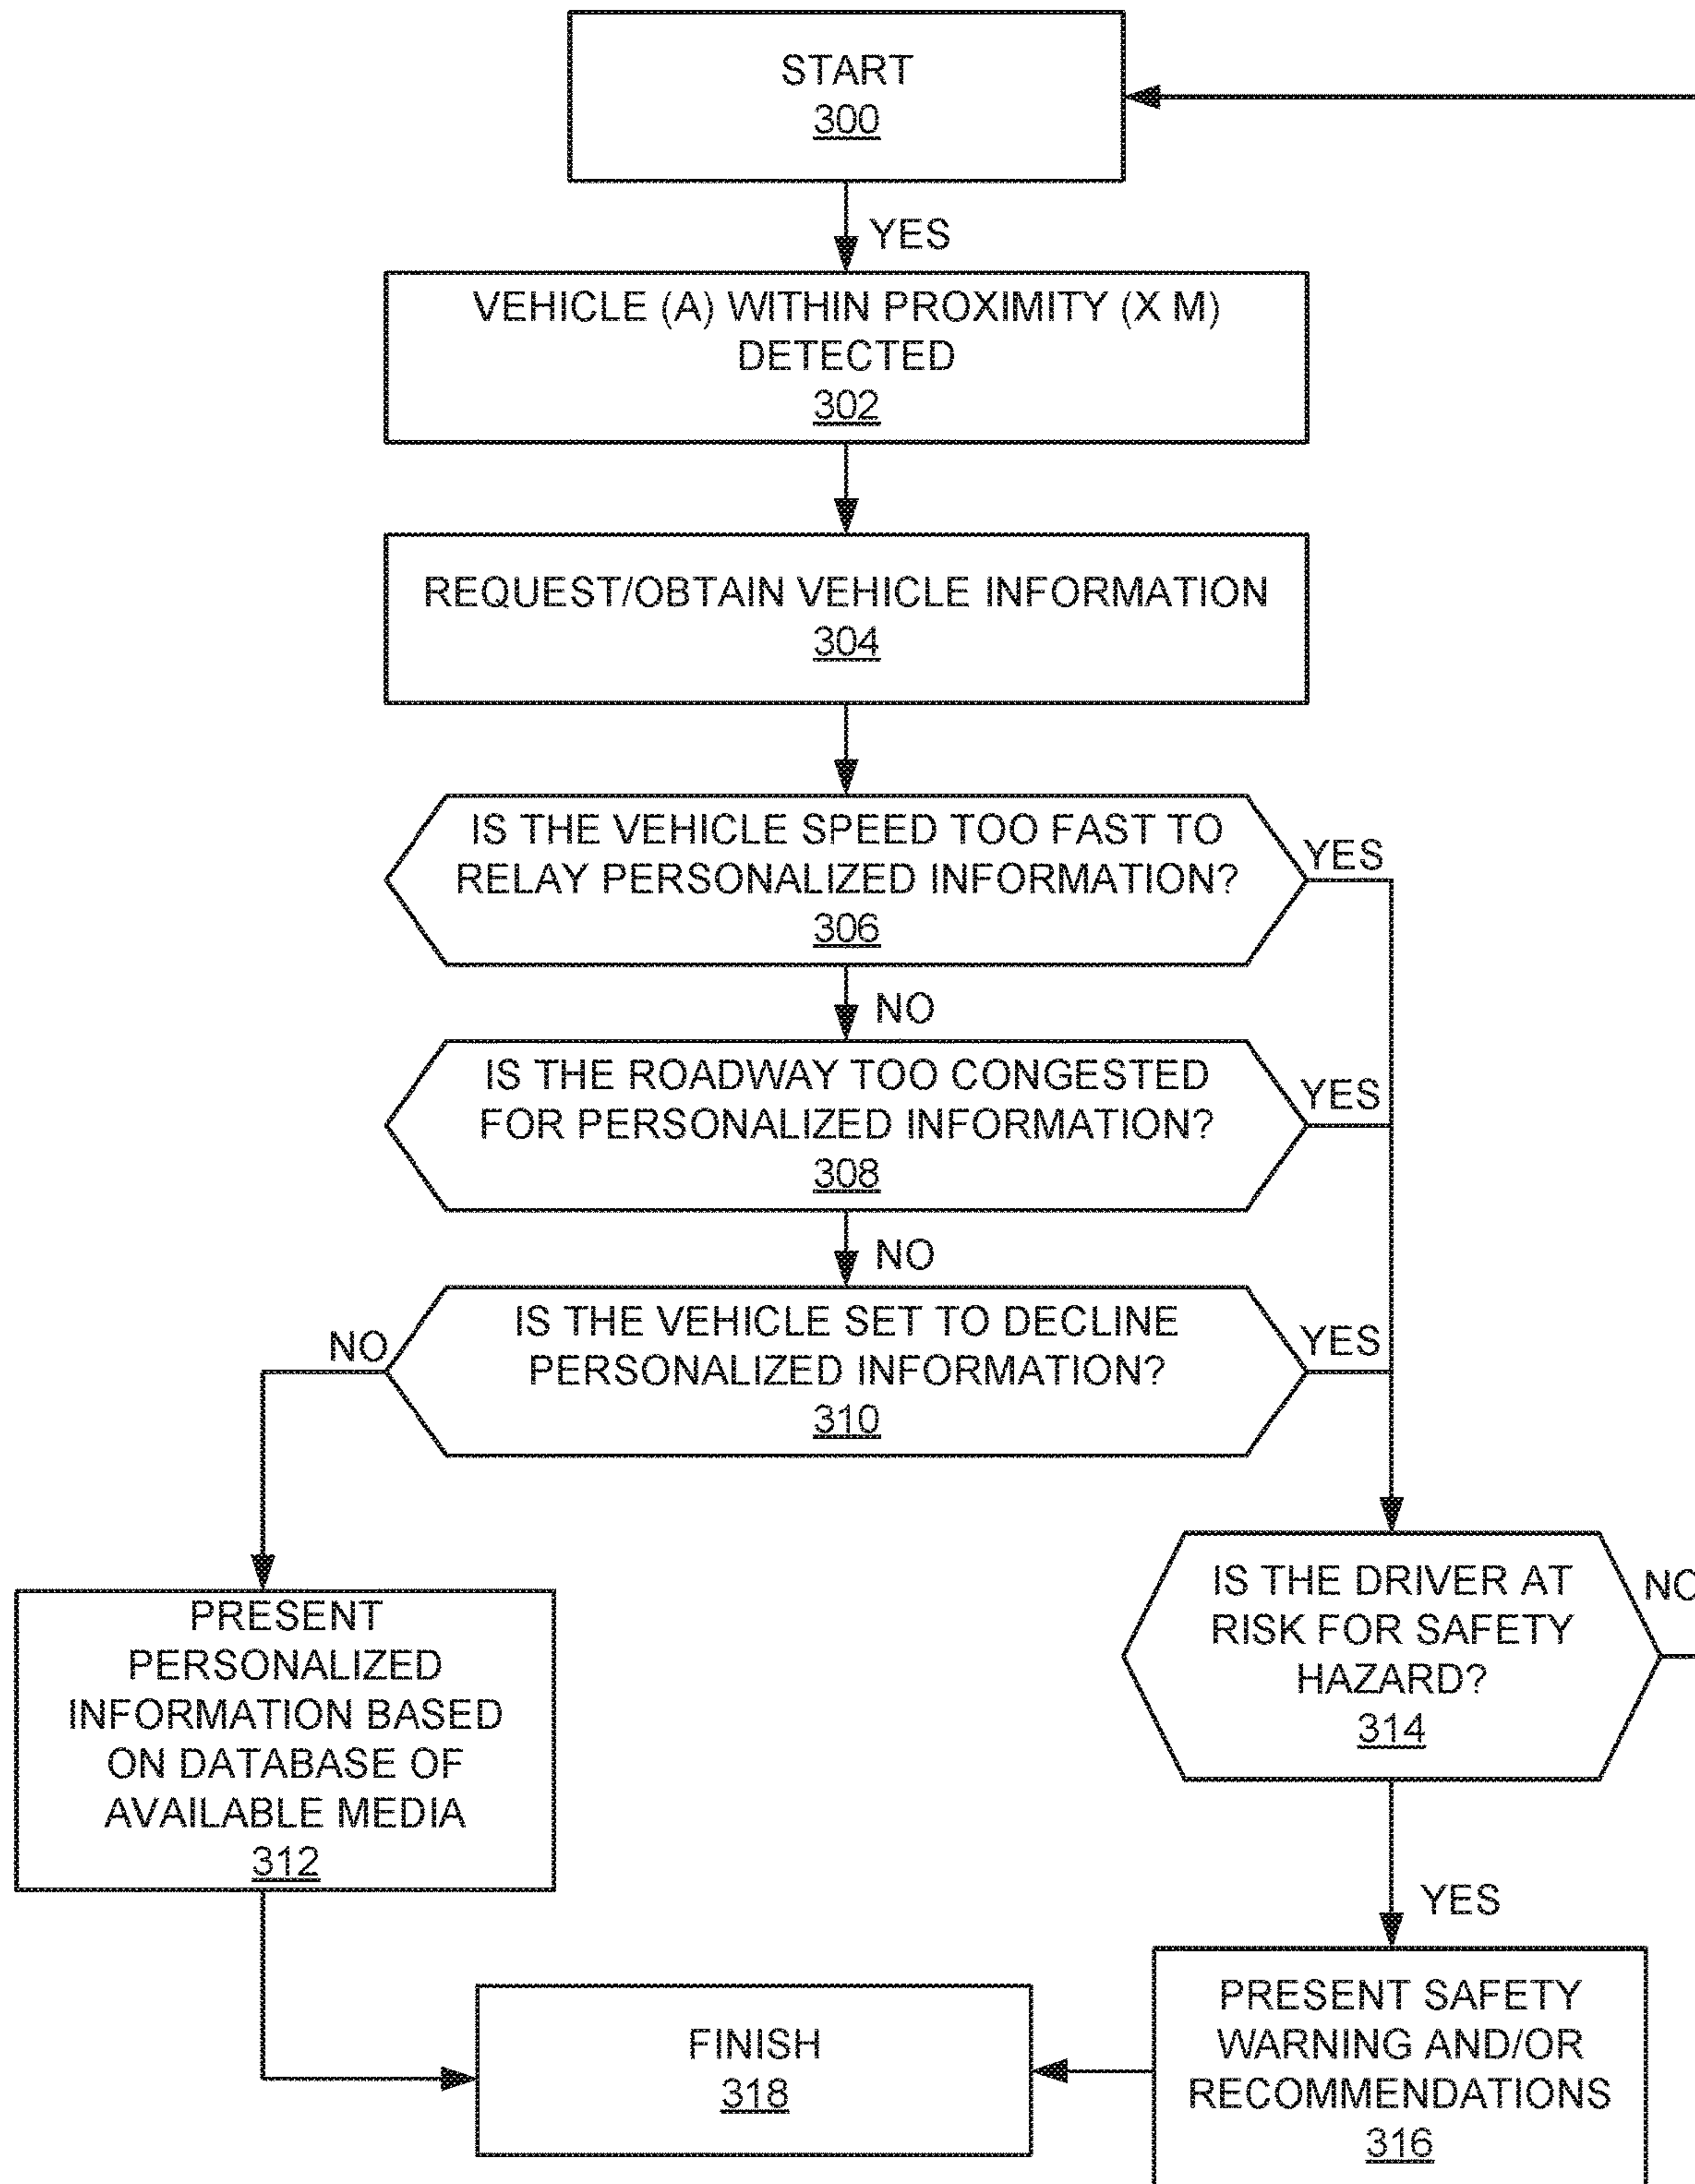 START
300
YES
VEHICLE (A) WITHIN PROXIMITY (X M)
DETECTED
302
REQUEST/OBTAIN VEHICLE INFORMATION
304
IS THE VEHICLE SPEED TOO FAST TO
RELAY PERSONALIZED INFORMATION?
306
YES
NO
IS THE ROADWAY TOO CONGESTED
FOR PERSONALIZED INFORMATION?
308
YES
NO
IS THE VEHICLE SET TO DECLINE
PERSONALIZED INFORMATION?
310
NO
YES
PRESENT
PERSONALIZED
INFORMATION BASED
ON DATABASE OF
AVAILABLE MEDIA
312
IS THE DRIVER AT
RISK FOR SAFETY
HAZARD?
314
NO
YES
PRESENT SAFETY
WARNING AND/OR
RECOMMENDATIONS
316
FINISH
318